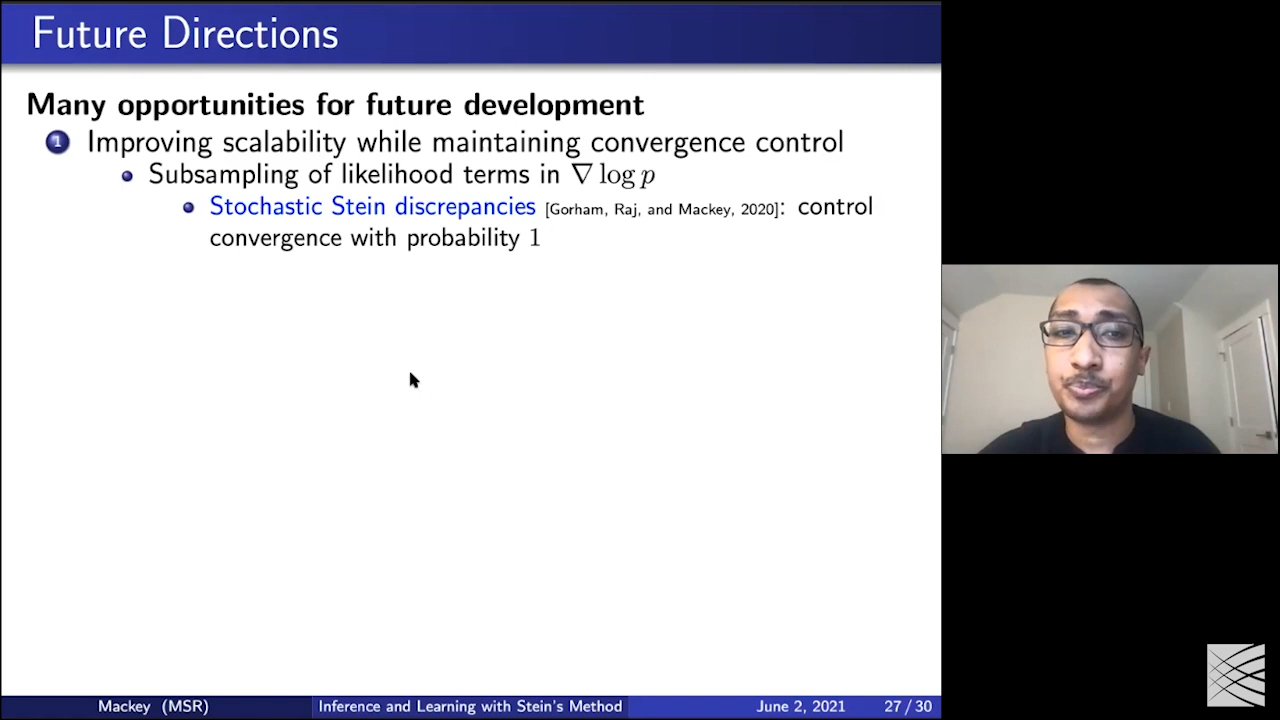 Future Directions
Many opportunities for future development
1 Improving scalability while maintaining convergence control
Subsampling of likelihood terms in ∇ log p
Stochastic Stein discrepancies [Gorham, Raj, and Mackey, 2020]: control
convergence with probability 1
Mackey (MSR) Inference and Learning with Stein's Method June 2, 2021 27 / 30